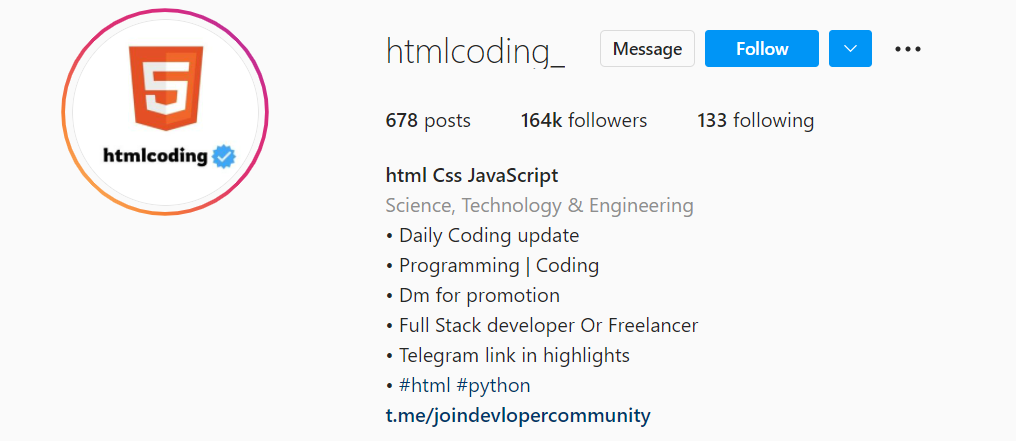 htmlcoding
htmlcoding_ Message Follow
678 posts 164k followers 133 following
html Css JavaScript
Science, Technology & Engineering
• Daily Coding update
• Programming | Coding
• Dm for promotion
• Full Stack developer Or Freelancer
• Telegram link in highlights
• #html #python
t.me/joindevlopercommunity